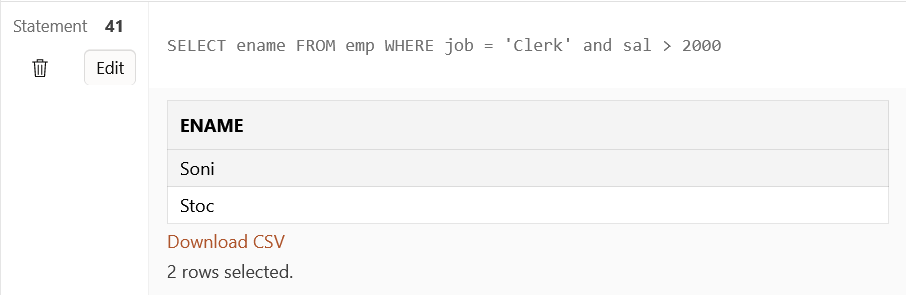 Statement 41
SELECT ename FROM emp WHERE job = 'Clerk' and sal > 2000
Edit
ENAME
Soni
Stoc
Download CSV
2 rows selected.